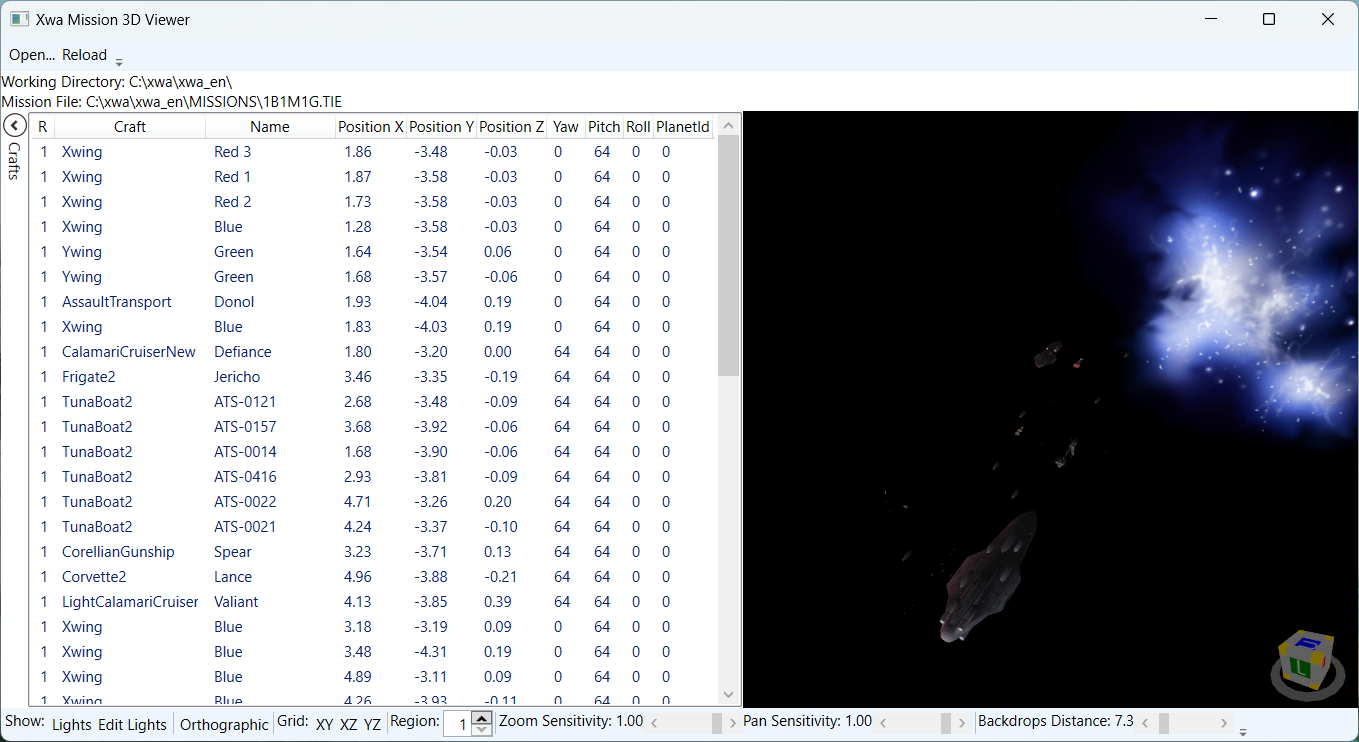 Xwa Mission 3D Viewer
Open... Reload
Working Directory: C:\xwa\xwa_en\
Mission File: C:\xwa\xwa_en\MISSIONS\1B1M1G.TIE
Crafts
R Craft Name Position X Position Y Position Z Yaw Pitch Roll PlanetId
1 Xwing Red 3 1.86 -3.48 -0.03 0 64 0 0
1 Xwing Red 1 1.87 -3.58 -0.03 0 64 0 0
1 Xwing Red 2 1.73 -3.58 -0.03 0 64 0 0
1 Xwing Blue 1.28 -3.58 -0.03 0 64 0 0
1 Ywing Green 1.64 -3.54 0.06 0 64 0 0
1 Ywing Green 1.68 -3.57 -0.06 0 64 0 0
1 AssaultTransport Donol 1.93 -4.04 0.19 0 64 0 0
1 Xwing Blue 1.83 -4.03 0.19 0 64 0 0
1 CalamariCruiserNew Defiance 1.80 -3.20 0.00 64 64 0 0
1 Frigate2 Jericho 3.46 -3.35 -0.19 64 64 0 0
1 TunaBoat2 ATS-0121 2.68 -3.48 -0.09 64 64 0 0
1 TunaBoat2 ATS-0157 3.68 -3.92 -0.06 64 64 0 0
1 TunaBoat2 ATS-0014 1.68 -3.90 -0.06 64 64 0 0
1 TunaBoat2 ATS-0416 2.93 -3.81 -0.09 64 64 0 0
1 TunaBoat2 ATS-0022 4.71 -3.26 0.20 64 64 0 0
1 TunaBoat2 ATS-0021 4.24 -3.37 -0.10 64 64 0 0
1 CorellianGunship Spear 3.23 -3.71 0.13 64 64 0 0
1 Corvette2 Lance 4.96 -3.88 -0.21 64 64 0 0
1 LightCalamariCruiser Valiant 4.13 -3.85 0.39 64 64 0 0
1 Xwing Blue 3.18 -3.19 0.09 0 64 0 0
1 Xwing Blue 3.48 -4.31 0.19 0 64 0 0
1 Xwing Blue 4.89 -3.11 0.09 0 64 0 0
1 Xwing Blue 4.26 -3.93 -0.11 0 64 0 0
L
Show: Lights Edit Lights Orthographic Grid: XY XZ YZ Region: 1 Zoom Sensitivity: 1.00 Pan Sensitivity: 1.00 Backdrops Distance: 7.3